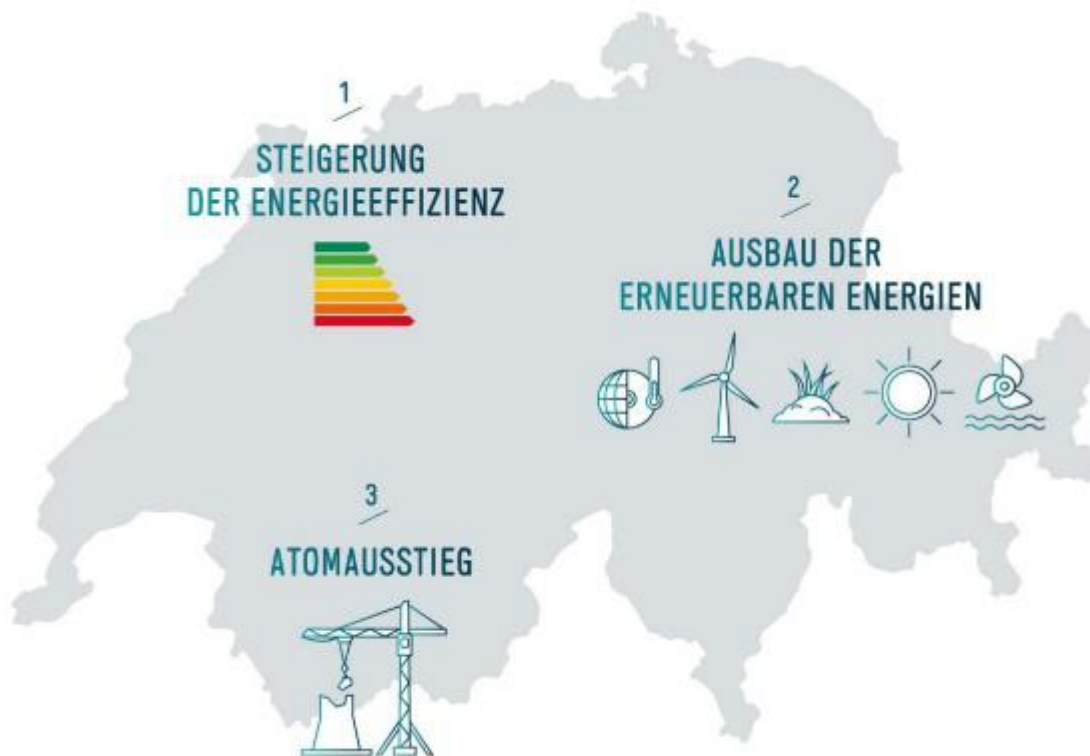 1
STEIGERUNG
DER ENERGIEEFFIZIENZ
2
AUSBAU DER
ERNEUERBAREN ENERGIEN
3
ATOMAUSSTIEG